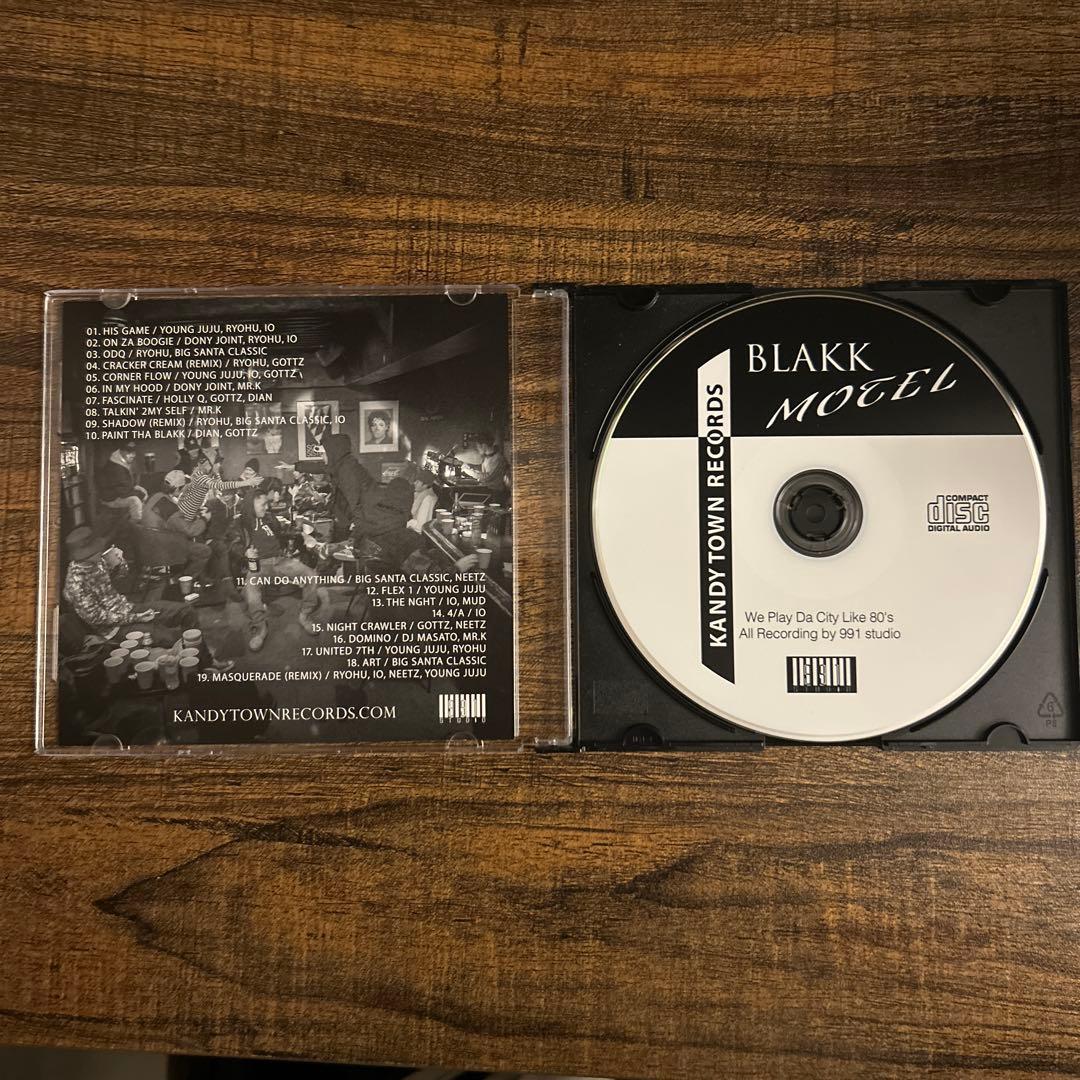 01. HIS GAME / YOUNG JUJU, RYOHU, IO
02. ON ZA BOOGIE / DONY JOINT, RYOHU, IO
03. ODQ / RYOHU, BIG SANTA CLASSIC
04. CRACKER CREAM (REMIX) / RYOHU, GOTTZ
05. CORNER FLOW / YOUNG JUJU, IO, GOTTZ \
06. IN MY HOOD / DONY JOINT, MR.K
07. FASCINATE / HOLLY Q, GOTTZ, DIAN
08. TALKIN' 2MY SELF / MR.K
09. SHADOW (REMIX) / RYOHU, BIG SANTA CLASSIC, IO
10. PAINT THA BLAKK / DIAN, GOTTZ
11. CAN DO ANYTHING / BIG SANTA CLASSIC, NEETZ
12. FLEX 1 / YOUNG JUJU
13. THE NGHT / IO, MUD
14. 4/A / IO
15. NIGHT CRAWLER / GOTTZ, NEETZ
16. DOMINO / DJ MASATO, MR.K
17. UNITED 7TH / YOUNG JUJU, RYOHU
18. ART / BIG SANTA CLASSIC
19. MASQUERADE (REMIX) / RYOHU, IO, NEETZ, YOUNG JUJU
KANDYTOWNRECORDS.COM
991
STUDIO
BLAKK
MOTEL
KANDY TOWN RECORDS
COMPACT
disc
DIGITAL AUDIO
We Play Da City Like 80's
All Recording by 991 studio
991
STUDIO
G
PS